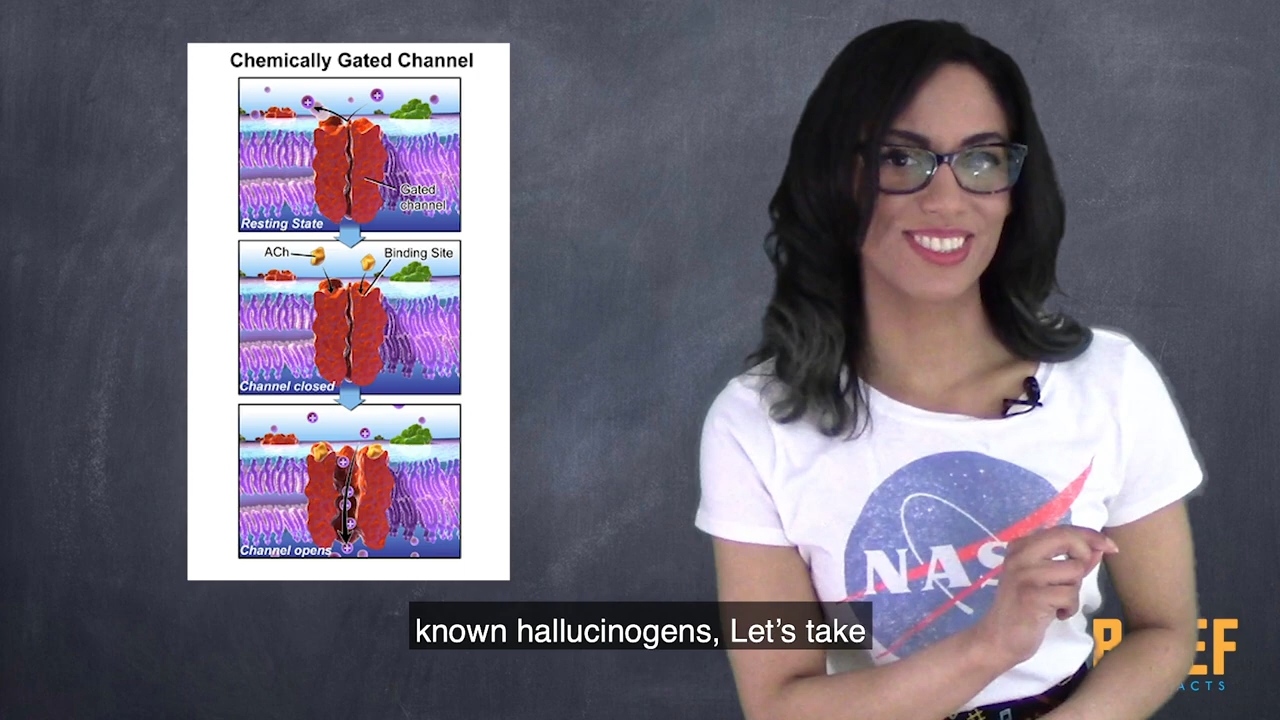 Chemically Gated Channel
Gated
channel
Resting State
ACh
Binding Site
Channel closed
Channel opens
NAS
known hallucinogens, Let's take